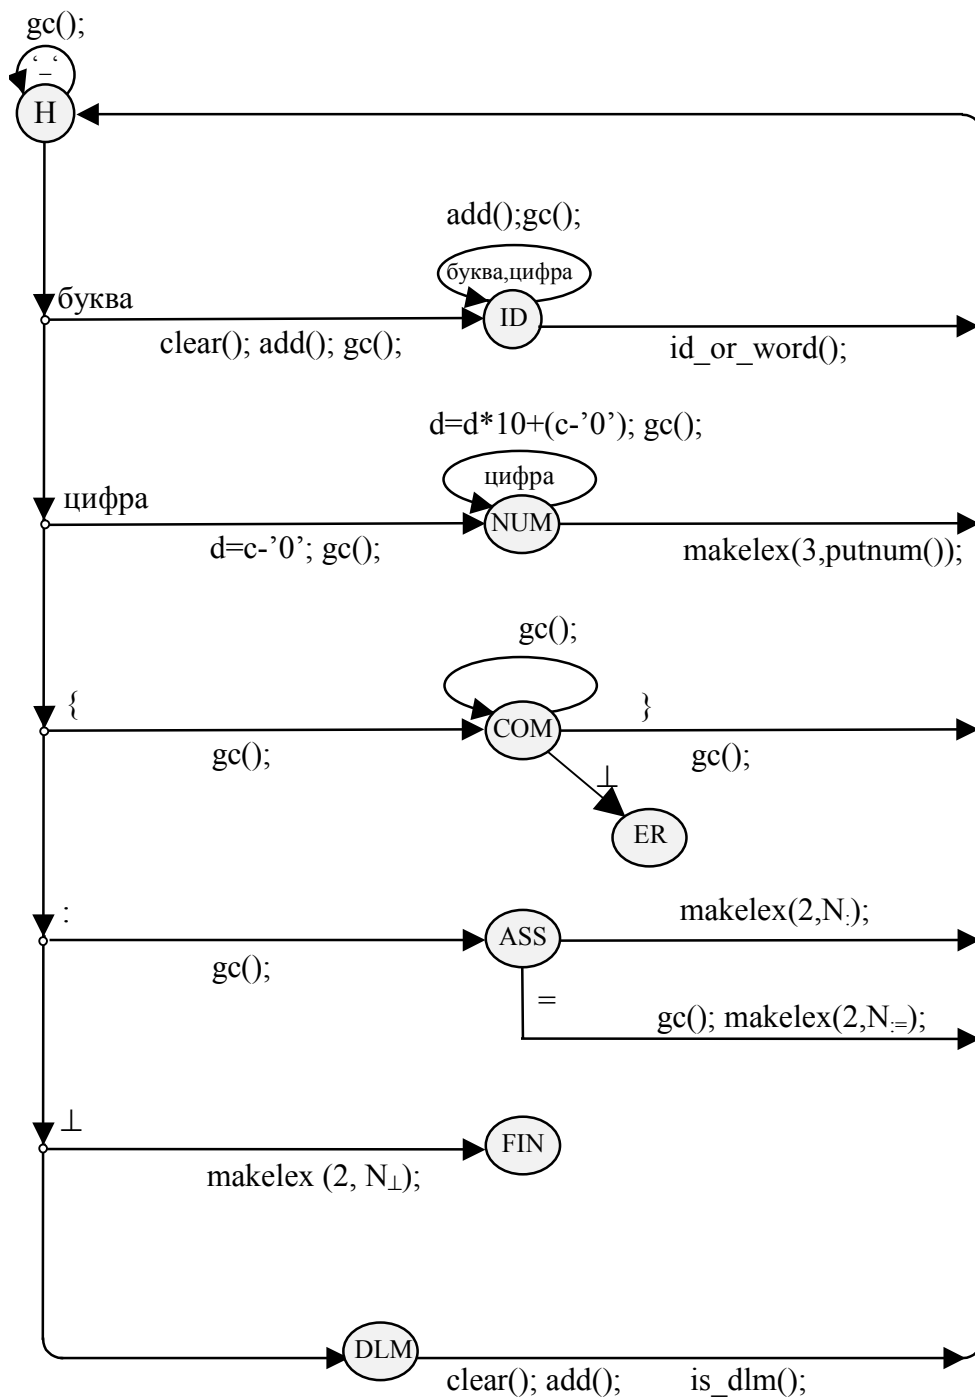 gc();
‘ _ ‘
H
add();gc();
буква,цифра
буква
ID
clear(); add(); gc();
id_or_word();
d=d*10+(c-’0’); gc();
цифра
цифра
NUM
d=c-’0’; gc();
makelex(3,putnum());
gc();
{
COM
}
gc();
gc();
⊥
ER
:
ASS
makelex(2,N:);
gc();
=
gc(); makelex(2,N:=);
⊥
FIN
makelex (2, N⊥);
DLM
clear(); add(); is_dlm();